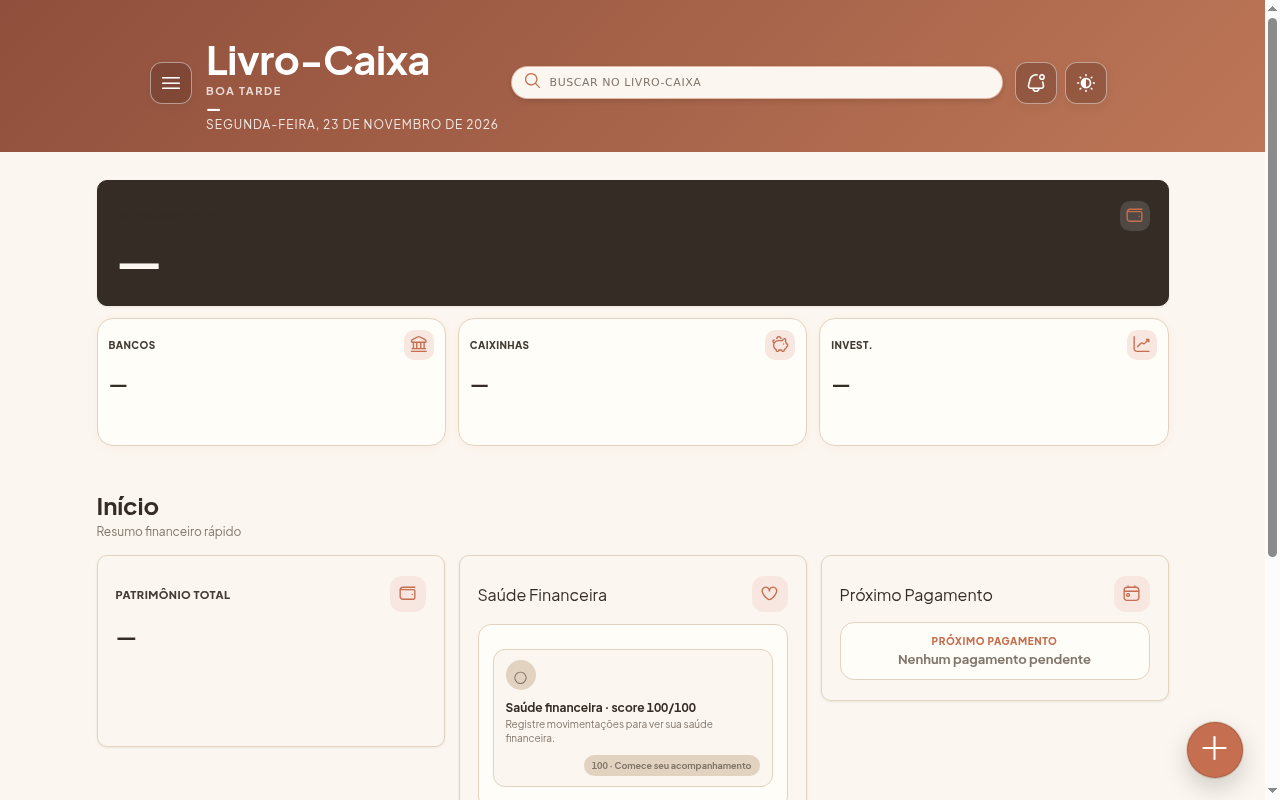 Livro-Caixa
BOA TARDE
—
SEGUNDA-FEIRA, 23 DE NOVEMBRO DE 2026
BUSCAR NO LIVRO-CAIXA
—
BANCOS
—
CAIXINHAS
—
INVEST.
—
Início
Resumo financeiro rápido
PATRIMÔNIO TOTAL
—
Saúde Financeira
Saúde financeira · score 100/100
Registre movimentações para ver sua saúde
financeira.
100 · Comece seu acompanhamento
Próximo Pagamento
PRÓXIMO PAGAMENTO
Nenhum pagamento pendente